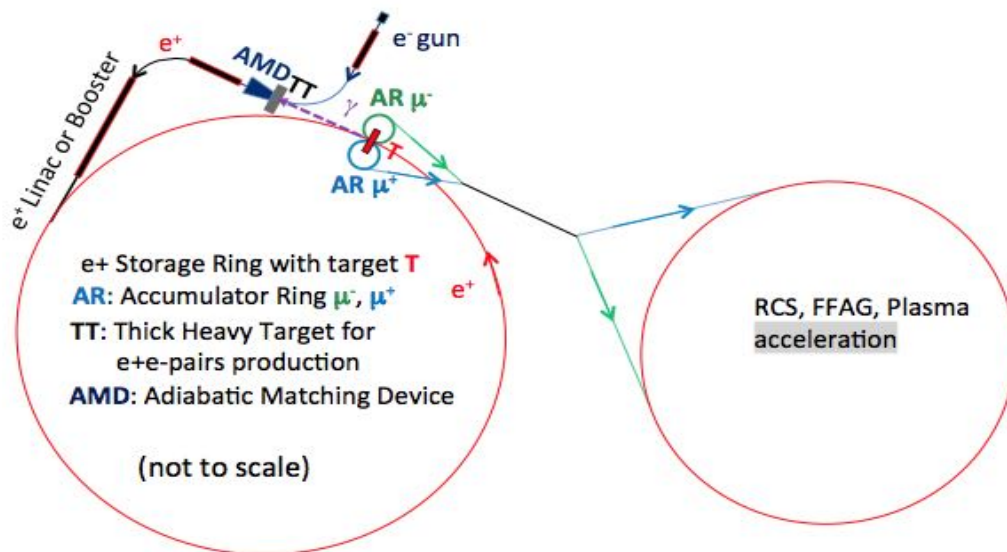 e⁺
AMD
TT
e⁻ gun
e⁺ Linac or Booster
γ
AR μ⁻
T
AR μ⁺
e+ Storage Ring with target T
AR: Accumulator Ring μ⁻, μ⁺
e⁺
TT: Thick Heavy Target for
e+e-pairs production
AMD: Adiabatic Matching Device
(not to scale)
RCS, FFAG, Plasma
acceleration